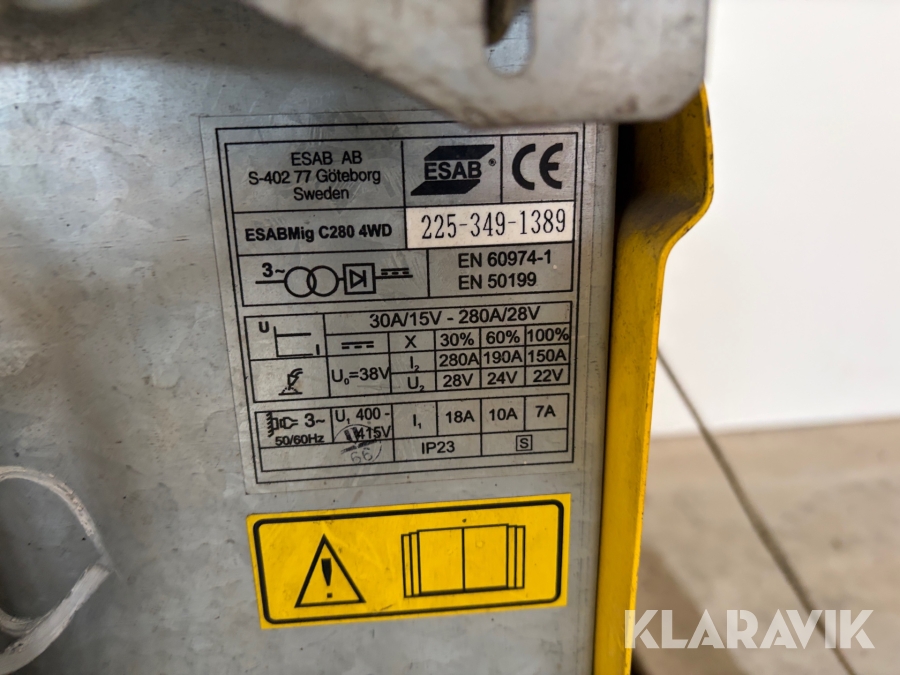 ESAB AB
S-402 77 Göteborg
Sweden
ESAB®
CE
ESABMig C280 4WD
225-349-1389
3~
EN 60974-1
EN 50199
U
I
30A/15V - 280A/28V
X 30% 60% 100%
U₀=38V
I₂ 280A 190A 150A
U₂ 28V 24V 22V
3~
50/60Hz
U₁ 400 -
415V
I₁ 18A 10A 7A
IP23
S
!
KLARAVIK